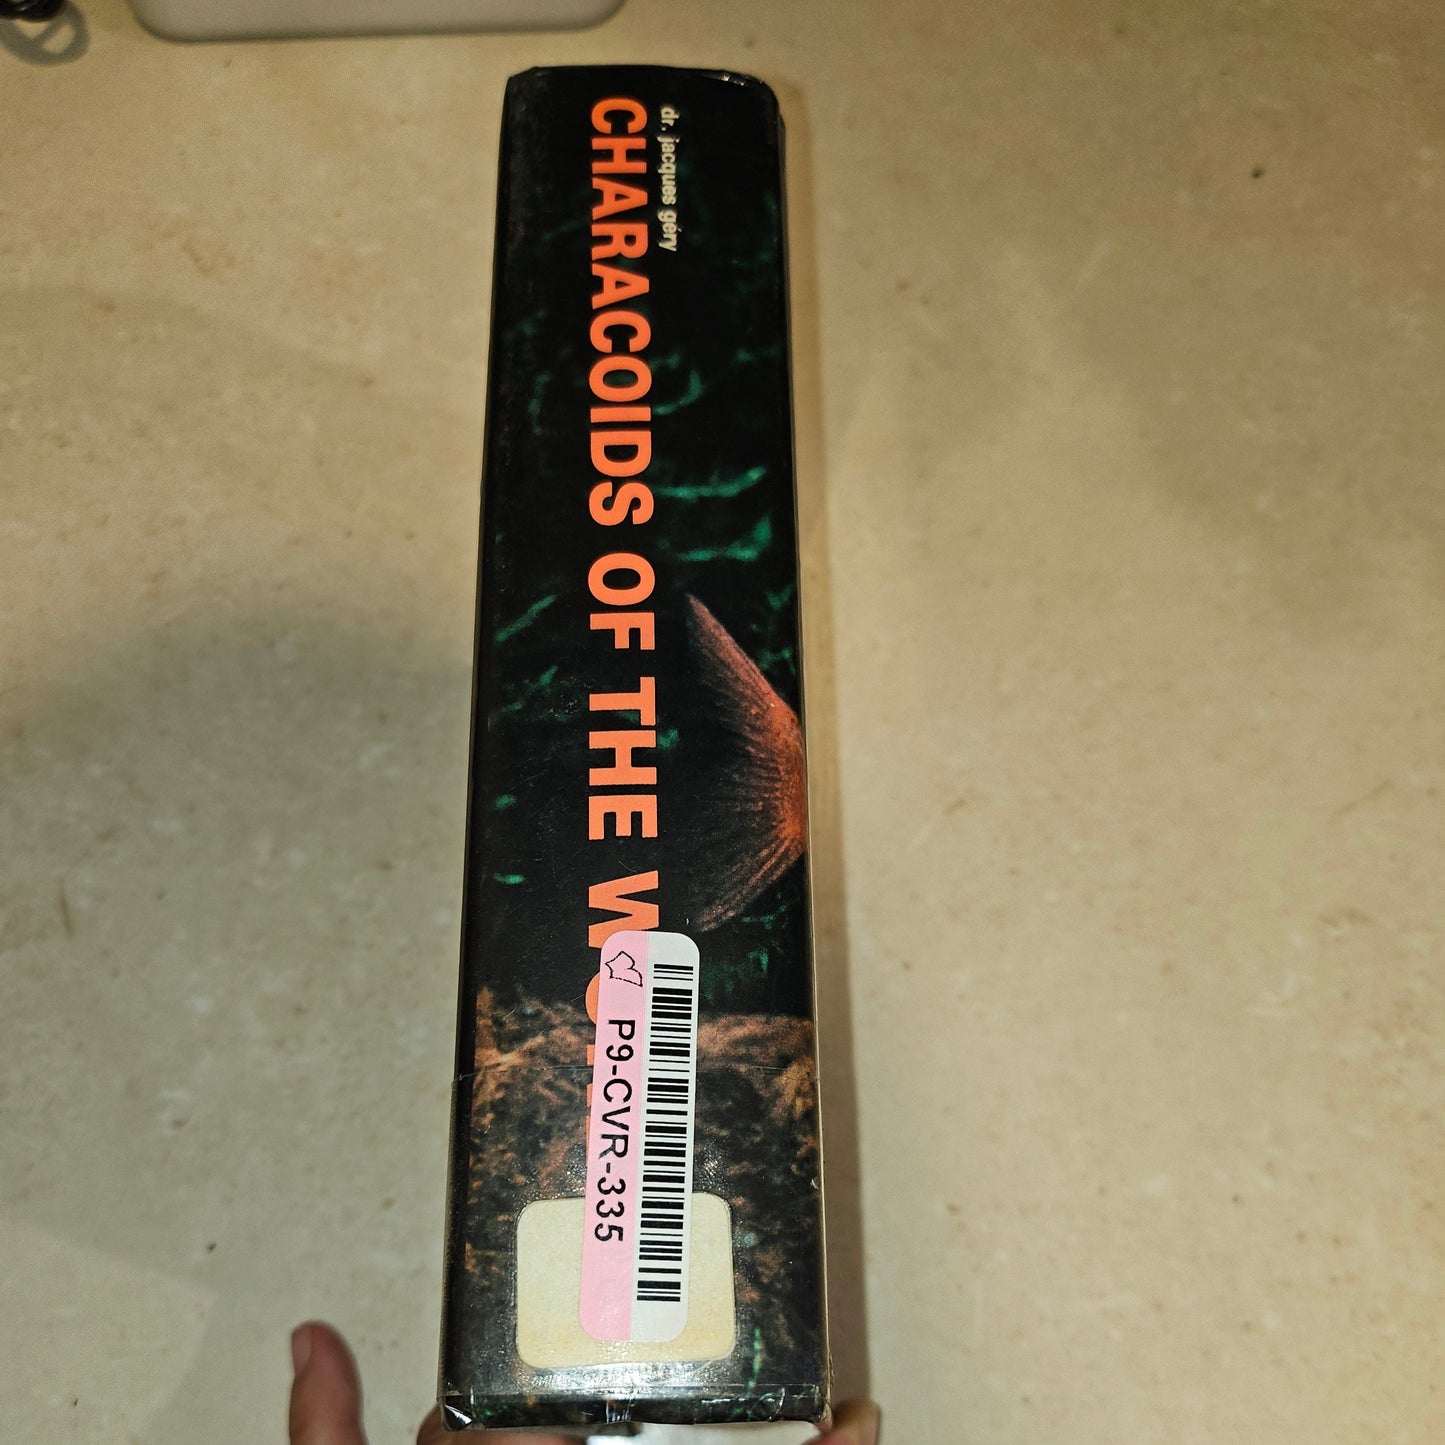 dr. jacques géry
CHARACOIDS OF THE
P9-CVR-335